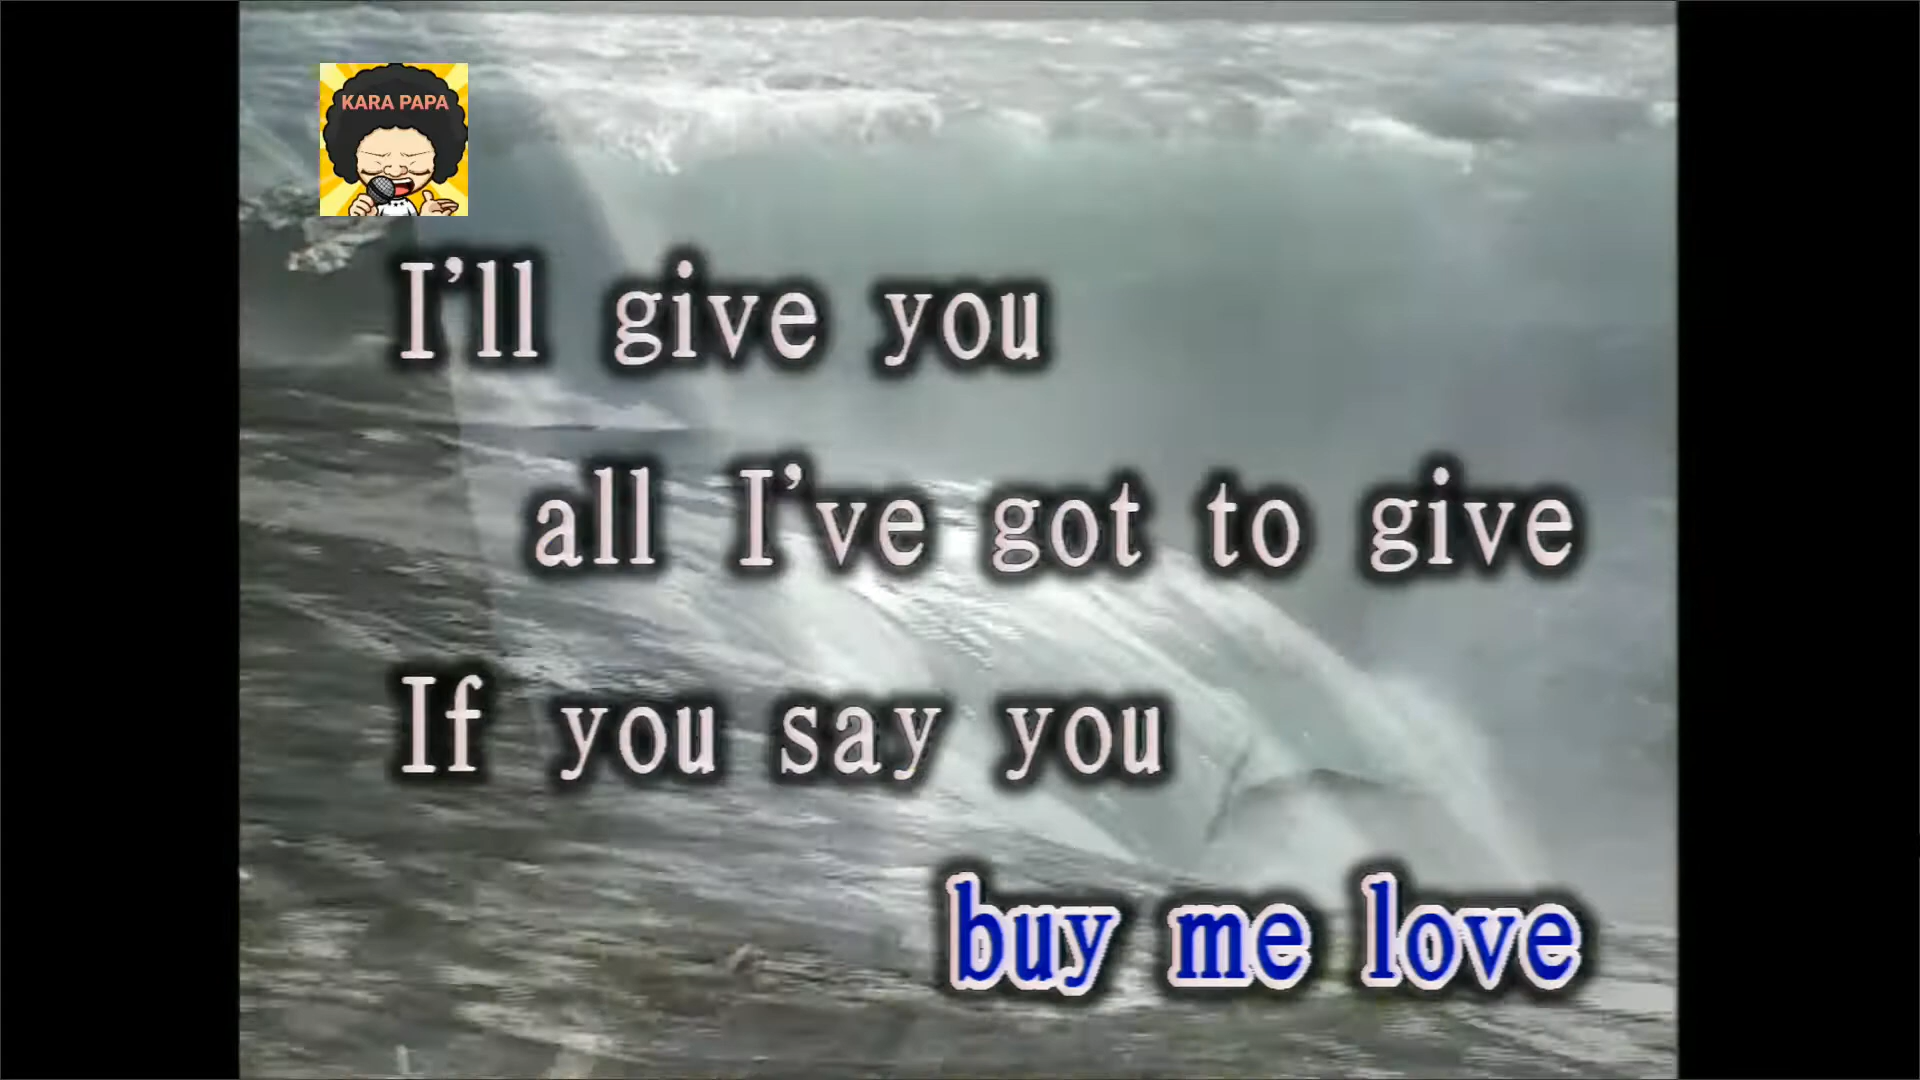 KARA PAPA
I'll give you
all I've got to give
If you say you
buy me love